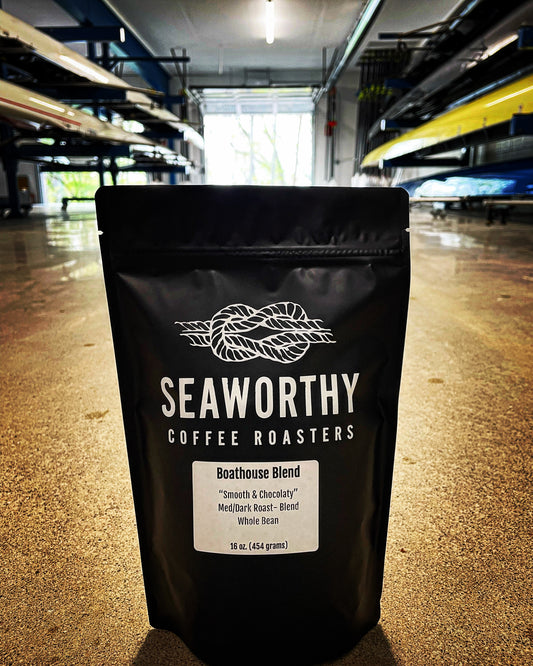 SEAWORTHY
COFFEE ROASTERS
Boathouse Blend
“Smooth & Chocolaty”
Med/Dark Roast- Blend
Whole Bean
16 oz. (454 grams)